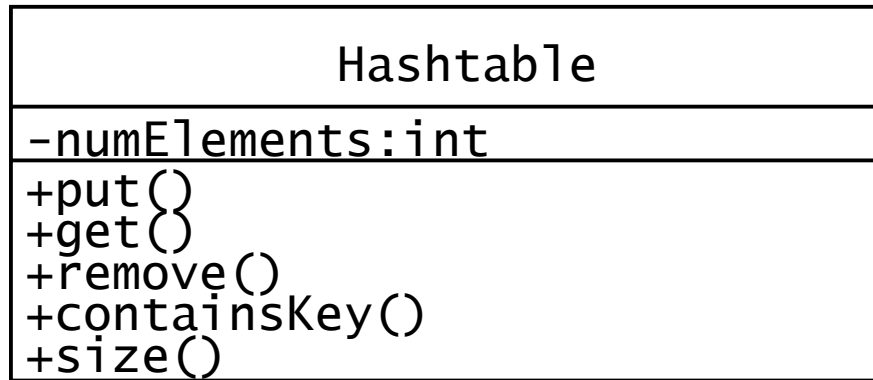 Hashtable
-numElements:int
+put()
+get()
+remove()
+containsKey()
+size()